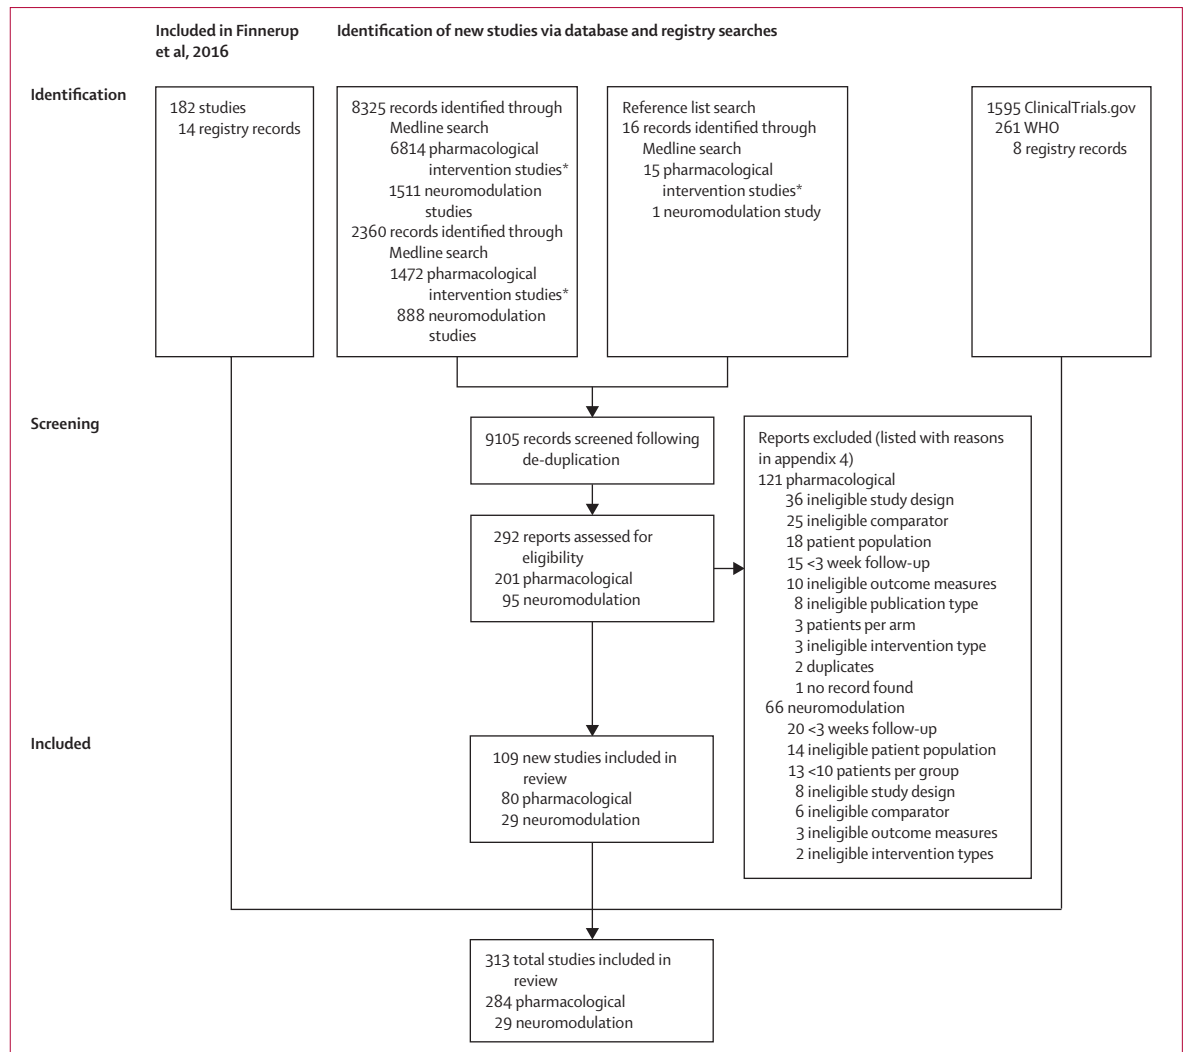 Included in Finnerup
et al, 2016
Identification of new studies via database and registry searches
Identification
182 studies
14 registry records
8325 records identified through
Medline search
6814 pharmacological
intervention studies*
1511 neuromodulation
studies
2360 records identified through
Medline search
1472 pharmacological
intervention studies*
888 neuromodulation
studies
Reference list search
16 records identified through
Medline search
15 pharmacological
intervention studies*
1 neuromodulation study
1595 ClinicalTrials.gov
261 WHO
8 registry records
Screening
9105 records screened following
de-duplication
292 reports assessed for
eligibility
201 pharmacological
95 neuromodulation
Reports excluded (listed with reasons
in appendix 4)
121 pharmacological
36 ineligible study design
25 ineligible comparator
18 patient population
15 <3 week follow-up
10 ineligible outcome measures
8 ineligible publication type
3 patients per arm
3 ineligible intervention type
2 duplicates
1 no record found
66 neuromodulation
20 <3 weeks follow-up
14 ineligible patient population
13 <10 patients per group
8 ineligible study design
6 ineligible comparator
3 ineligible outcome measures
2 ineligible intervention types
Included
109 new studies included in
review
80 pharmacological
29 neuromodulation
313 total studies included in
review
284 pharmacological
29 neuromodulation